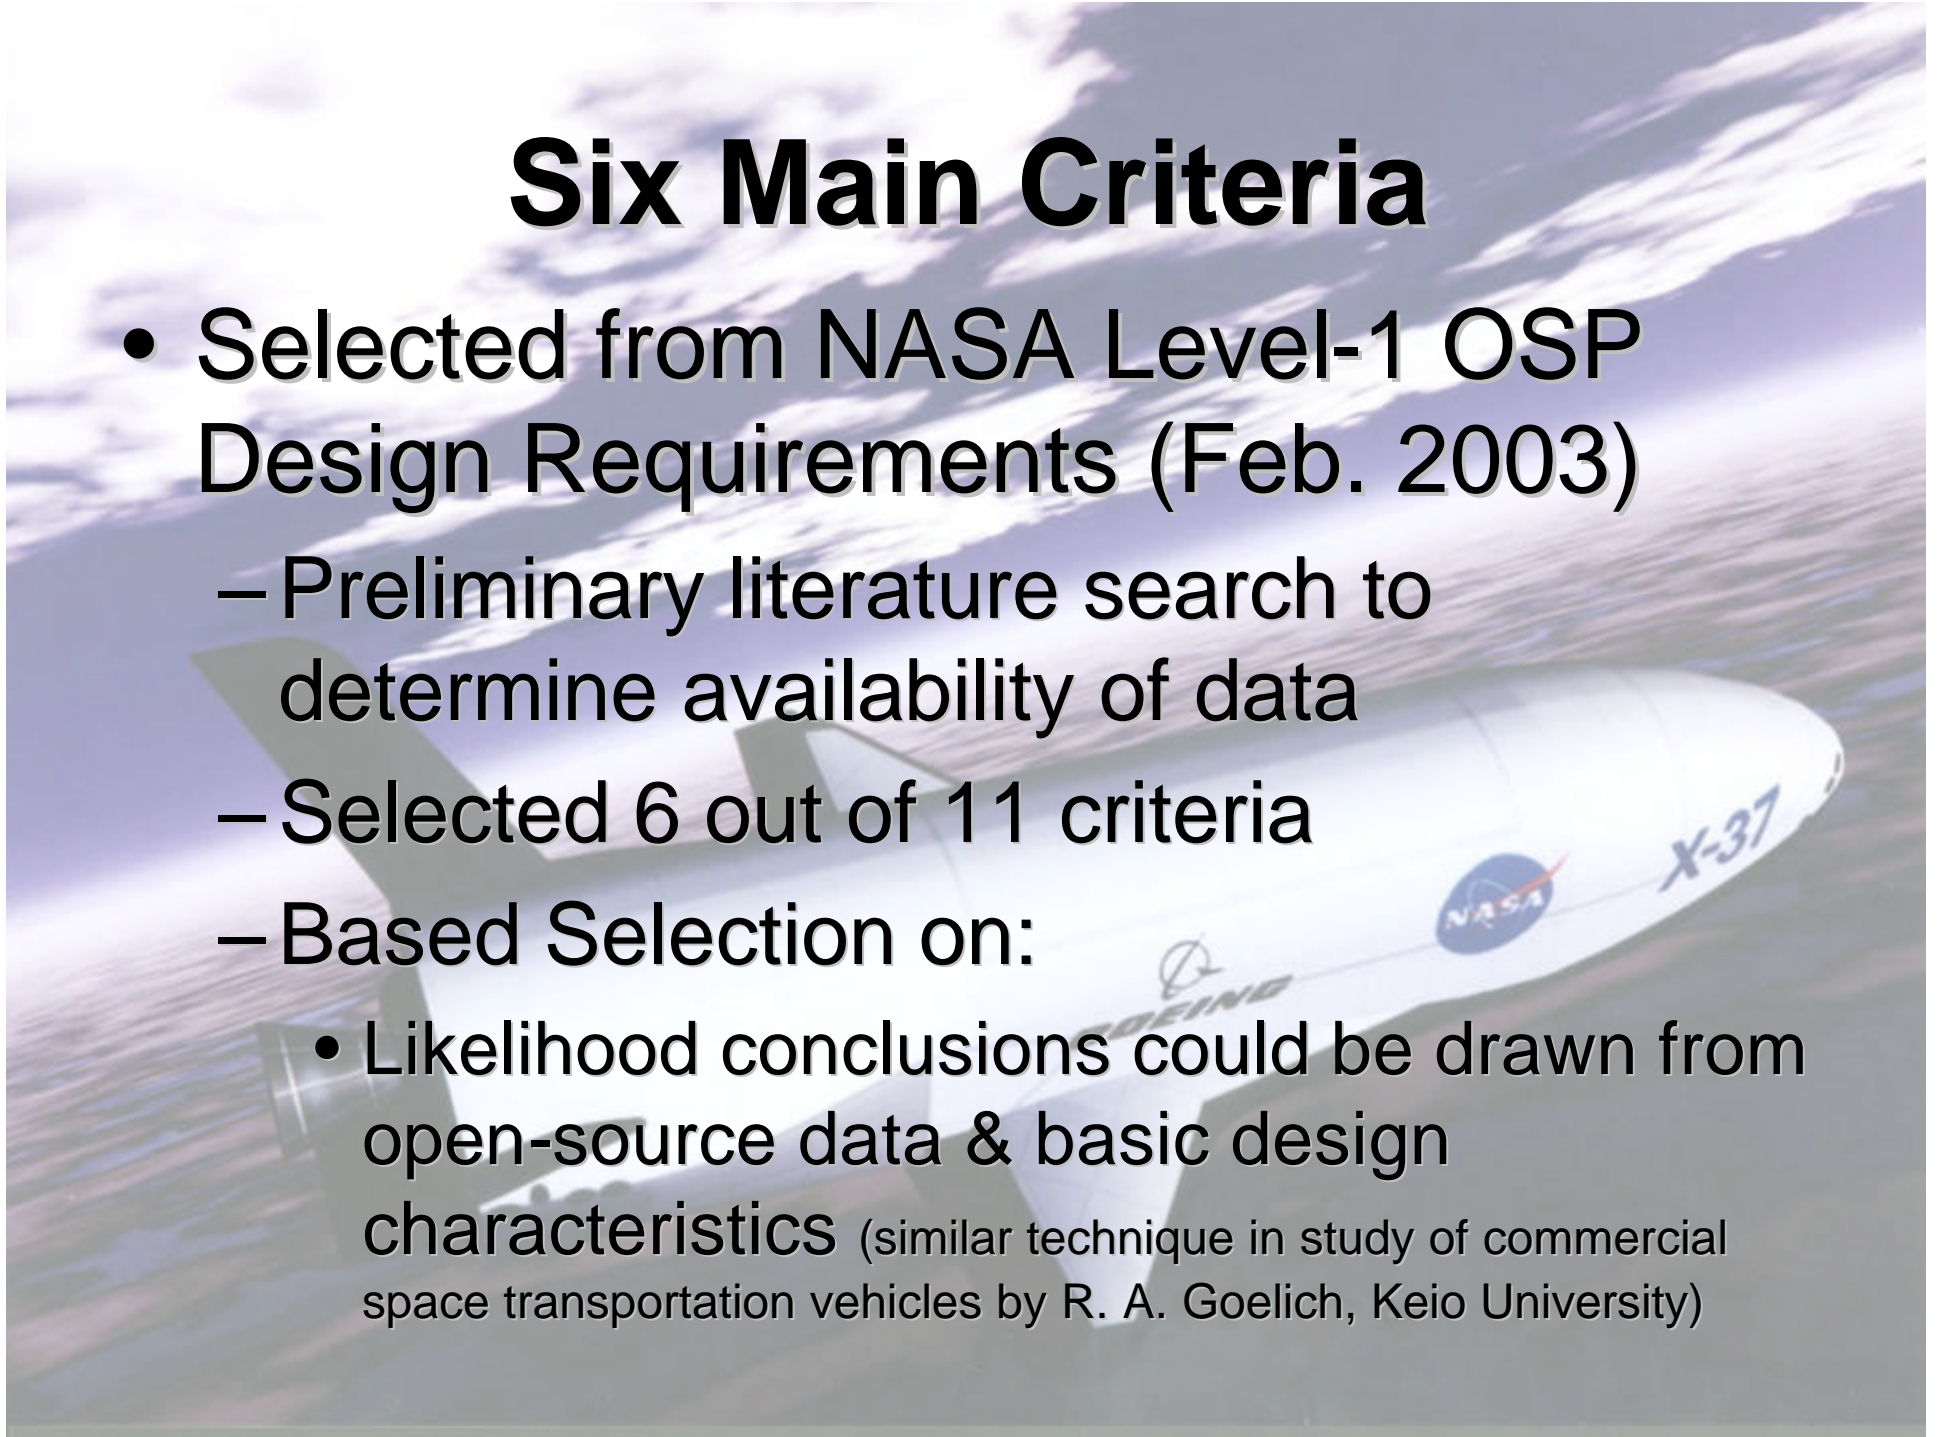 Six Main Criteria
• Selected from NASA Level-1 OSP
Design Requirements (Feb. 2003)
– Preliminary literature search to
determine availability of data
– Selected 6 out of 11 criteria
– Based Selection on:
• Likelihood conclusions could be drawn from
open-source data & basic design
characteristics (similar technique in study of commercial
space transportation vehicles by R. A. Goelich, Keio University)
X-37
NASA
BOEING